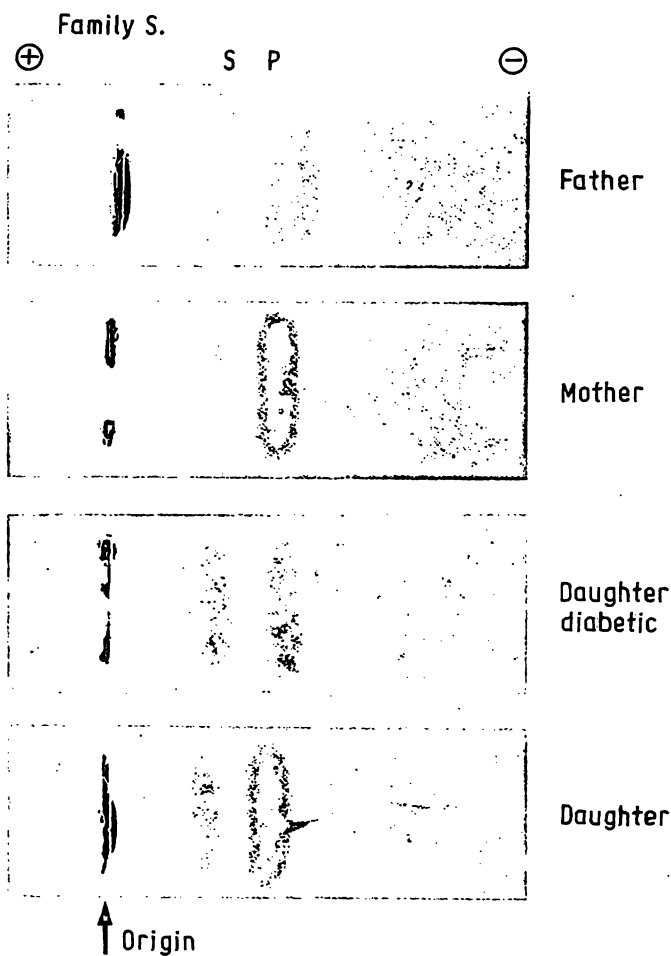 Family S.
⊕ S P ⊖
Father
Mother
Daughter
diabetic
Daughter
Origin